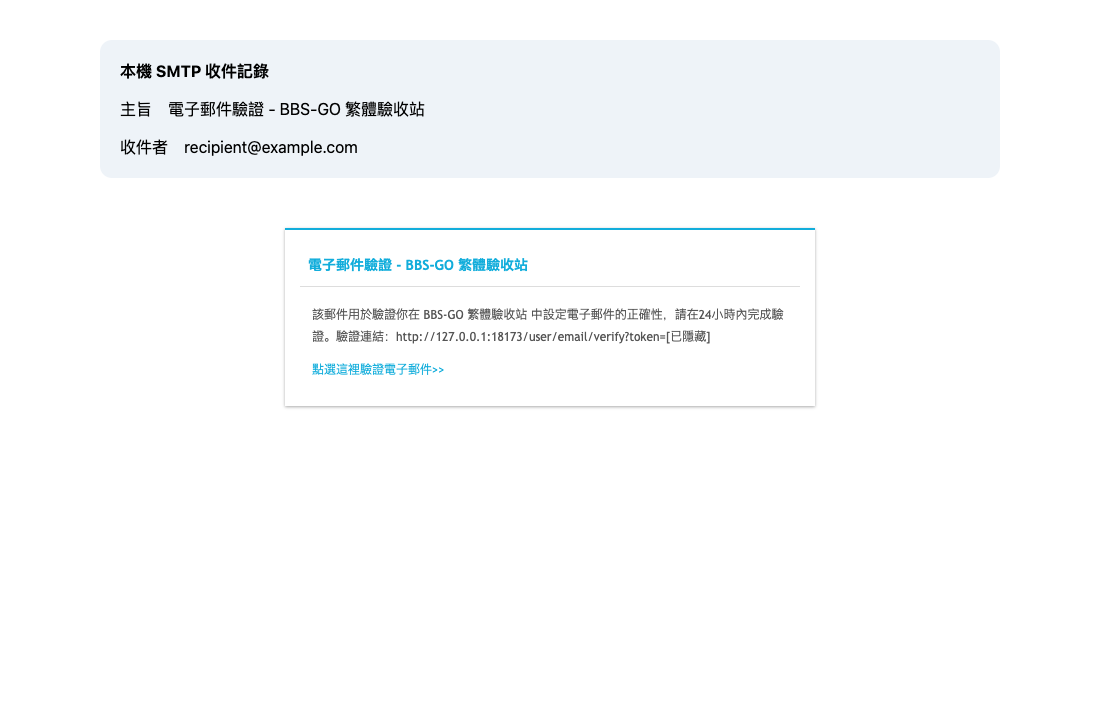 本機 SMTP 收件記錄
主旨　電子郵件驗證 - BBS-GO 繁體驗收站
收件者　recipient@example.com
電子郵件驗證 - BBS-GO 繁體驗收站
該郵件用於驗證你在 BBS-GO 繁體驗收站 中設定電子郵件的正確性，請在24小時內完成驗
證。驗證連結：http://127.0.0.1:18173/user/email/verify?token=[已隱藏]
點選這裡驗證電子郵件>>